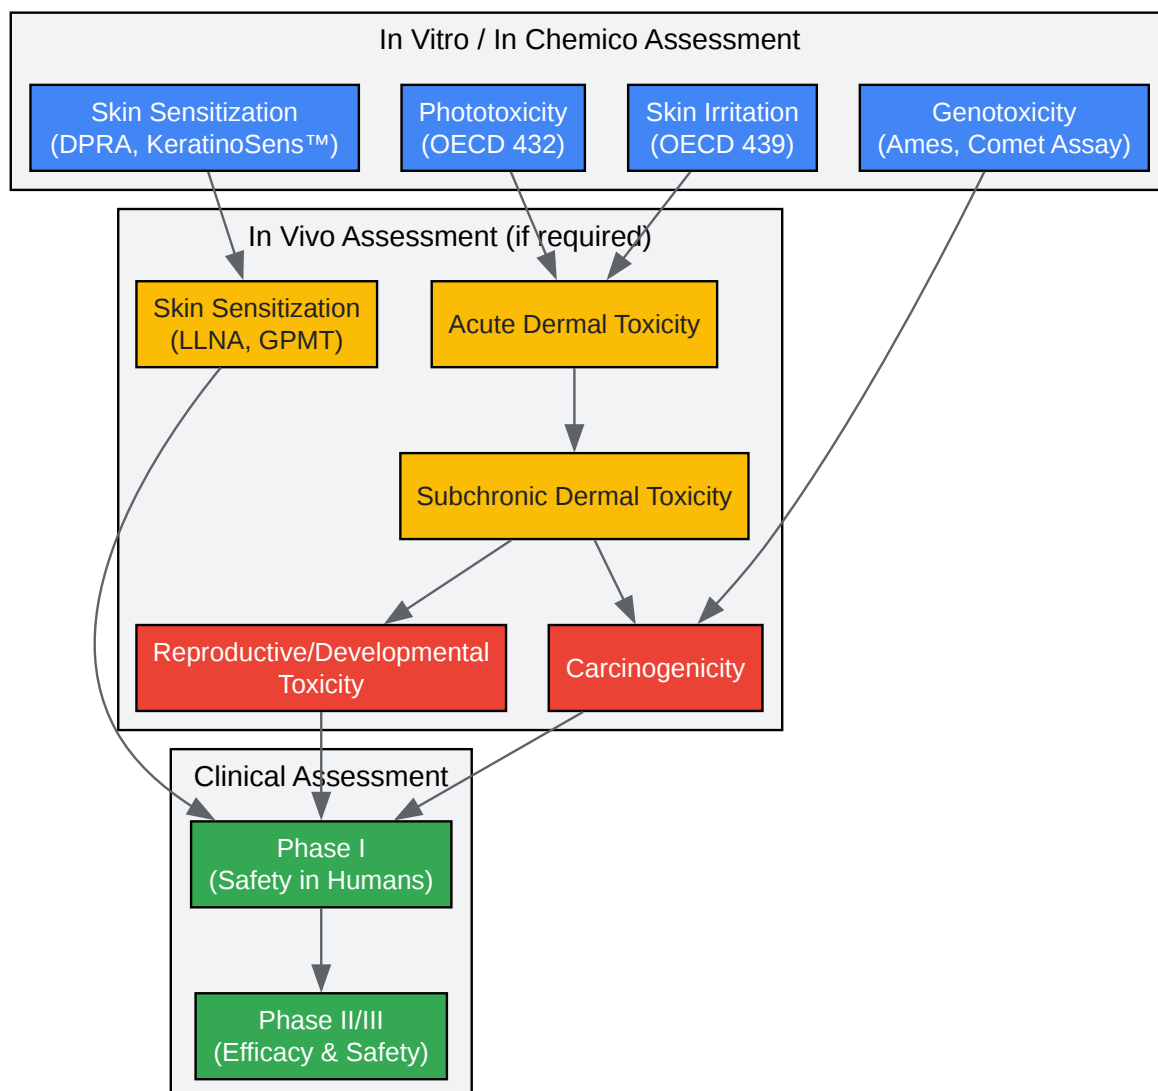 In Vitro / In Chemico Assessment
Skin Sensitization
(DPRA, KeratinoSens™)
Phototoxicity
(OECD 432)
Skin Irritation
(OECD 439)
Genotoxicity
(Ames, Comet Assay)
In Vivo Assessment (if required)
Skin Sensitization
(LLNA, GPMT)
Acute Dermal Toxicity
Subchronic Dermal Toxicity
Reproductive/Developmental
Toxicity
Carcinogenicity
Clinical Assessment
Phase I
(Safety in Humans)
Phase II/III
(Efficacy & Safety)